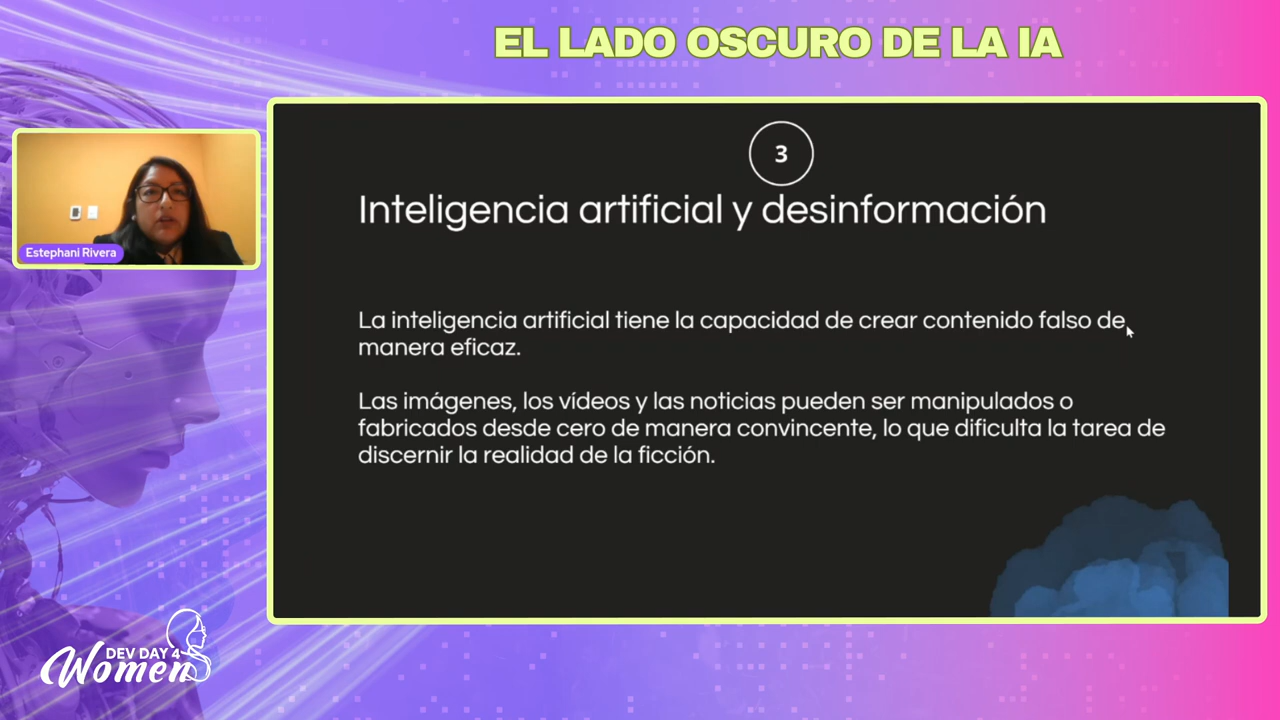 EL LADO OSCURO DE LA IA
Estephani Rivera
3
Inteligencia artificial y desinformación
La inteligencia artificial tiene la capacidad de crear contenido falso de
manera eficaz.
Las imágenes, los vídeos y las noticias pueden ser manipulados o
fabricados desde cero de manera convincente, lo que dificulta la tarea de
discernir la realidad de la ficción.
DEV DAY 4
Women